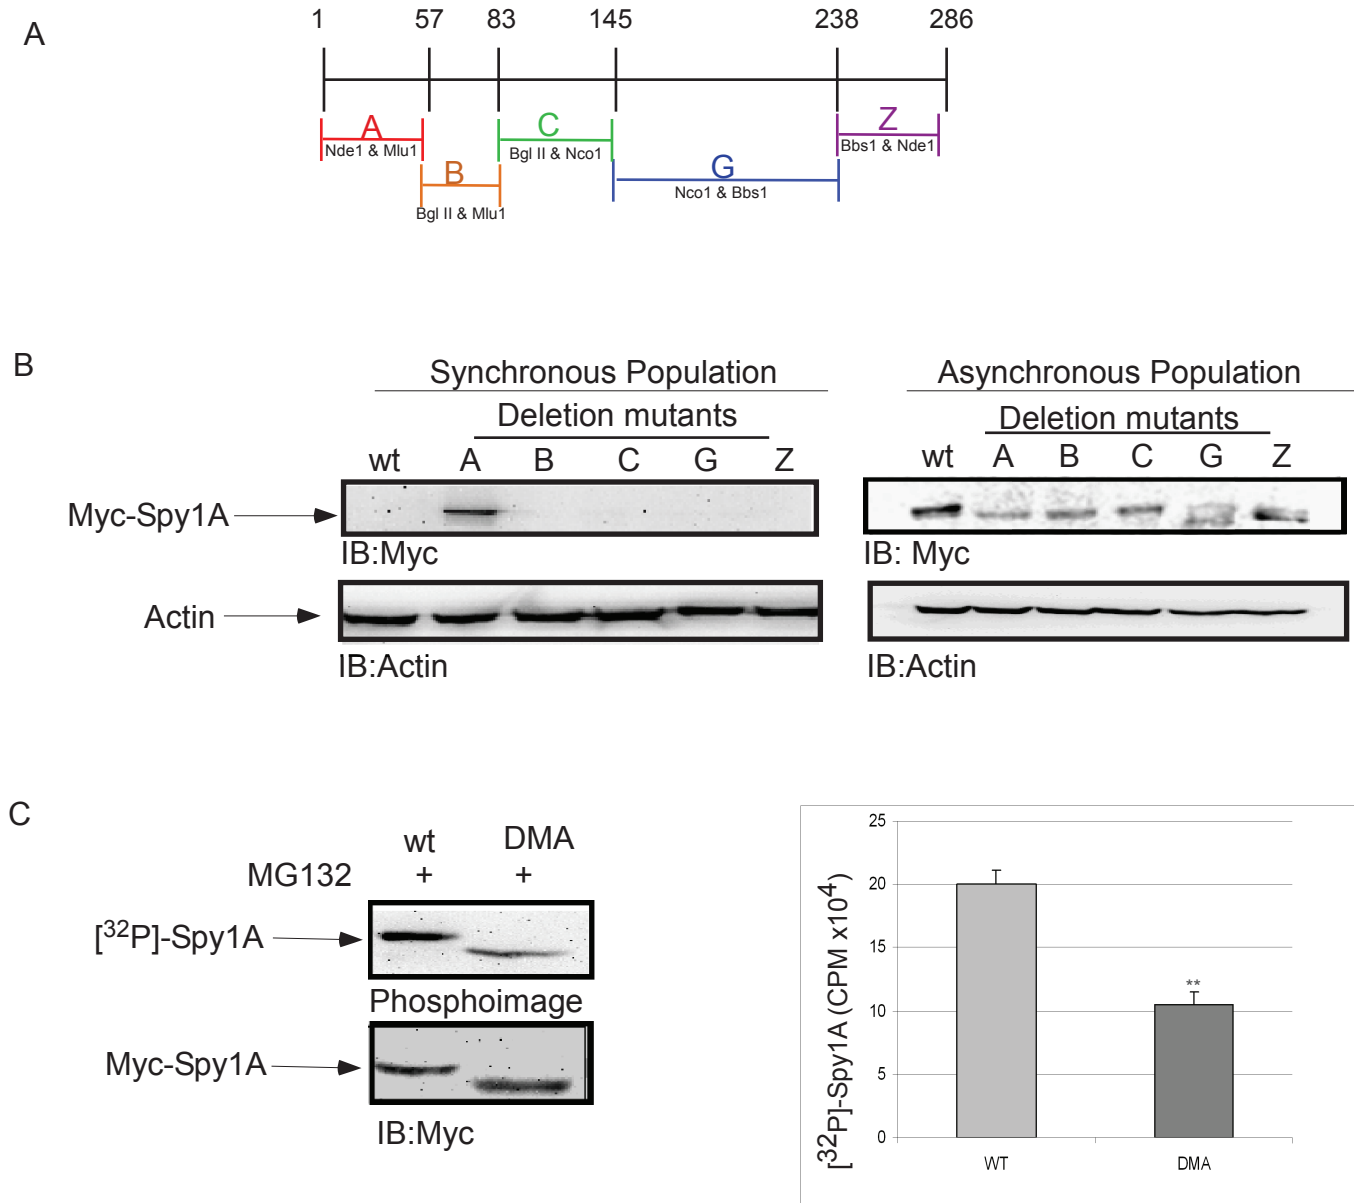 A
1 57 83 145 238 286
A
Nde1 & Mlu1
B
Bgl II & Mlu1
C
Bgl II & Nco1
G
Nco1 & Bbs1
Z
Bbs1 & Nde1
B
Synchronous Population
Deletion mutants
wt A B C G Z
Myc-Spy1A
IB:Myc
Actin
IB:Actin
Asynchronous Population
Deletion mutants
wt A B C G Z
IB: Myc
IB:Actin
C
wt DMA
MG132 + +
[³²P]-Spy1A
Phosphoimage
Myc-Spy1A
IB:Myc
[³²P]-Spy1A (CPM x10⁴)
25
20
15
10
5
0
**
WT DMA